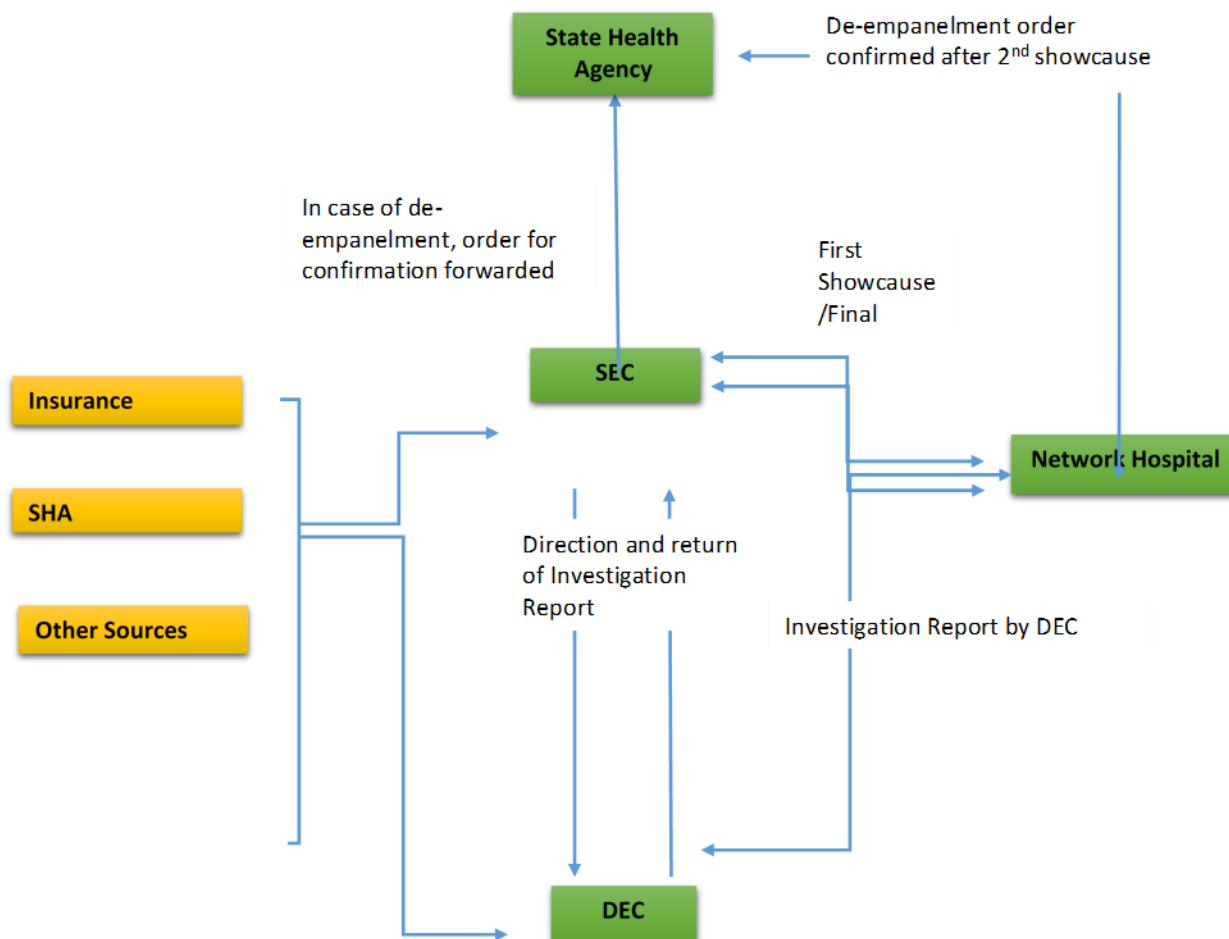 State Health
Agency
De-empanelment order
confirmed after 2nd showcause
In case of de-
empanelment, order for
confirmation forwarded
First
Showcause
/Final
SEC
Insurance
Network Hospital
SHA
Direction and return
of Investigation
Report
Other Sources
Investigation Report by DEC
DEC